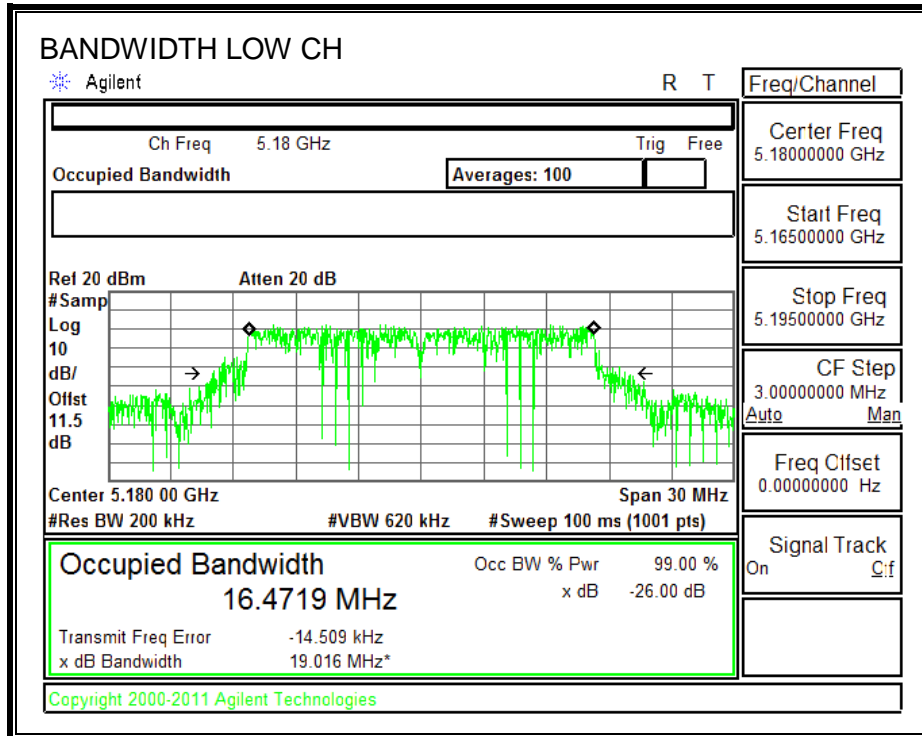 BANDWIDTH LOW CH
Agilent R T
Freq/Channel
Ch Freq 5.18 GHz Trig Free
Occupied Bandwidth Averages: 100
Center Freq
5.18000000 GHz
Start Freq
5.16500000 GHz
Stop Freq
5.19500000 GHz
CF Step
3.00000000 MHz
Auto Man
Freq Offset
0.00000000 Hz
Signal Track
On Off
Ref 20 dBm Atten 20 dB
#Samp
Log
10
dB/
Offst
11.5
dB
Center 5.180 00 GHz Span 30 MHz
#Res BW 200 kHz #VBW 620 kHz #Sweep 100 ms (1001 pts)
Occupied Bandwidth Occ BW % Pwr 99.00 %
16.4719 MHz x dB -26.00 dB
Transmit Freq Error -14.509 kHz
x dB Bandwidth 19.016 MHz*
Copyright 2000-2011 Agilent Technologies